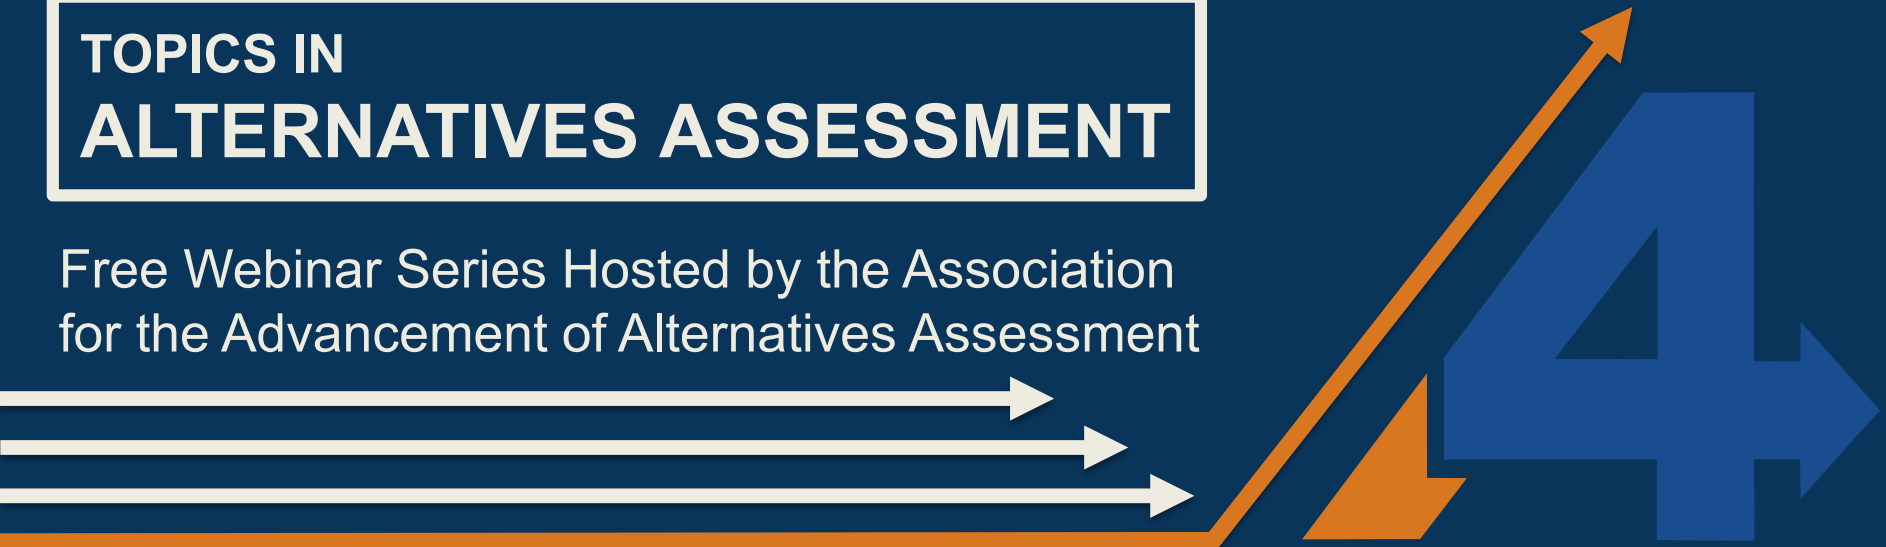 TOPICS IN
ALTERNATIVES ASSESSMENT
Free Webinar Series Hosted by the Association
for the Advancement of Alternatives Assessment
4